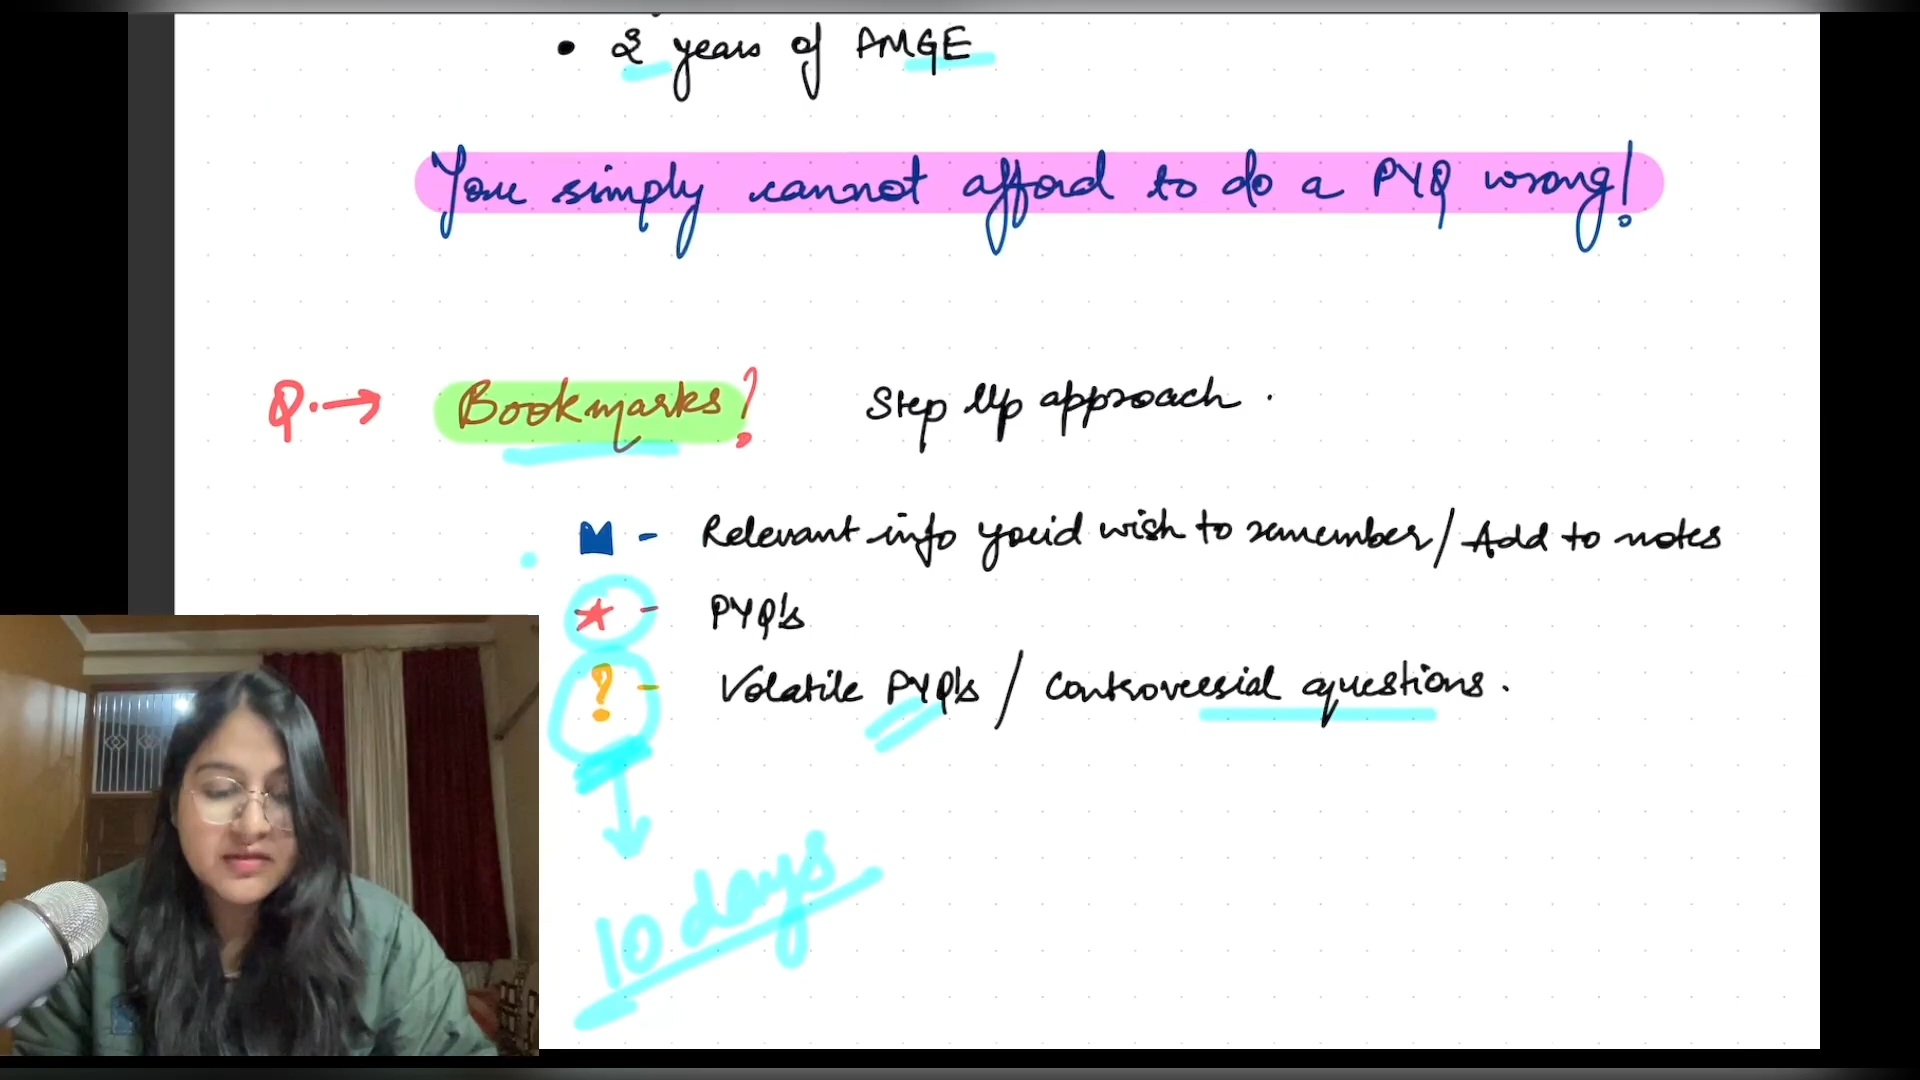 • 2 years of AMGE
You simply cannot afford to do a PYQ wrong!
Q. → Bookmarks? Step Up approach.
- Relevant info you'd wish to remember / Add to notes
★ - PYQ's
? - Volatile PYQ's / Controversial questions.
10 days